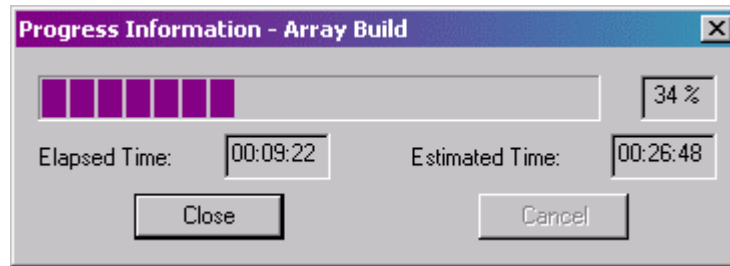 Progress Information - Array Build
34 %
Elapsed Time: 00:09:22 Estimated Time: 00:26:48
Close Cancel